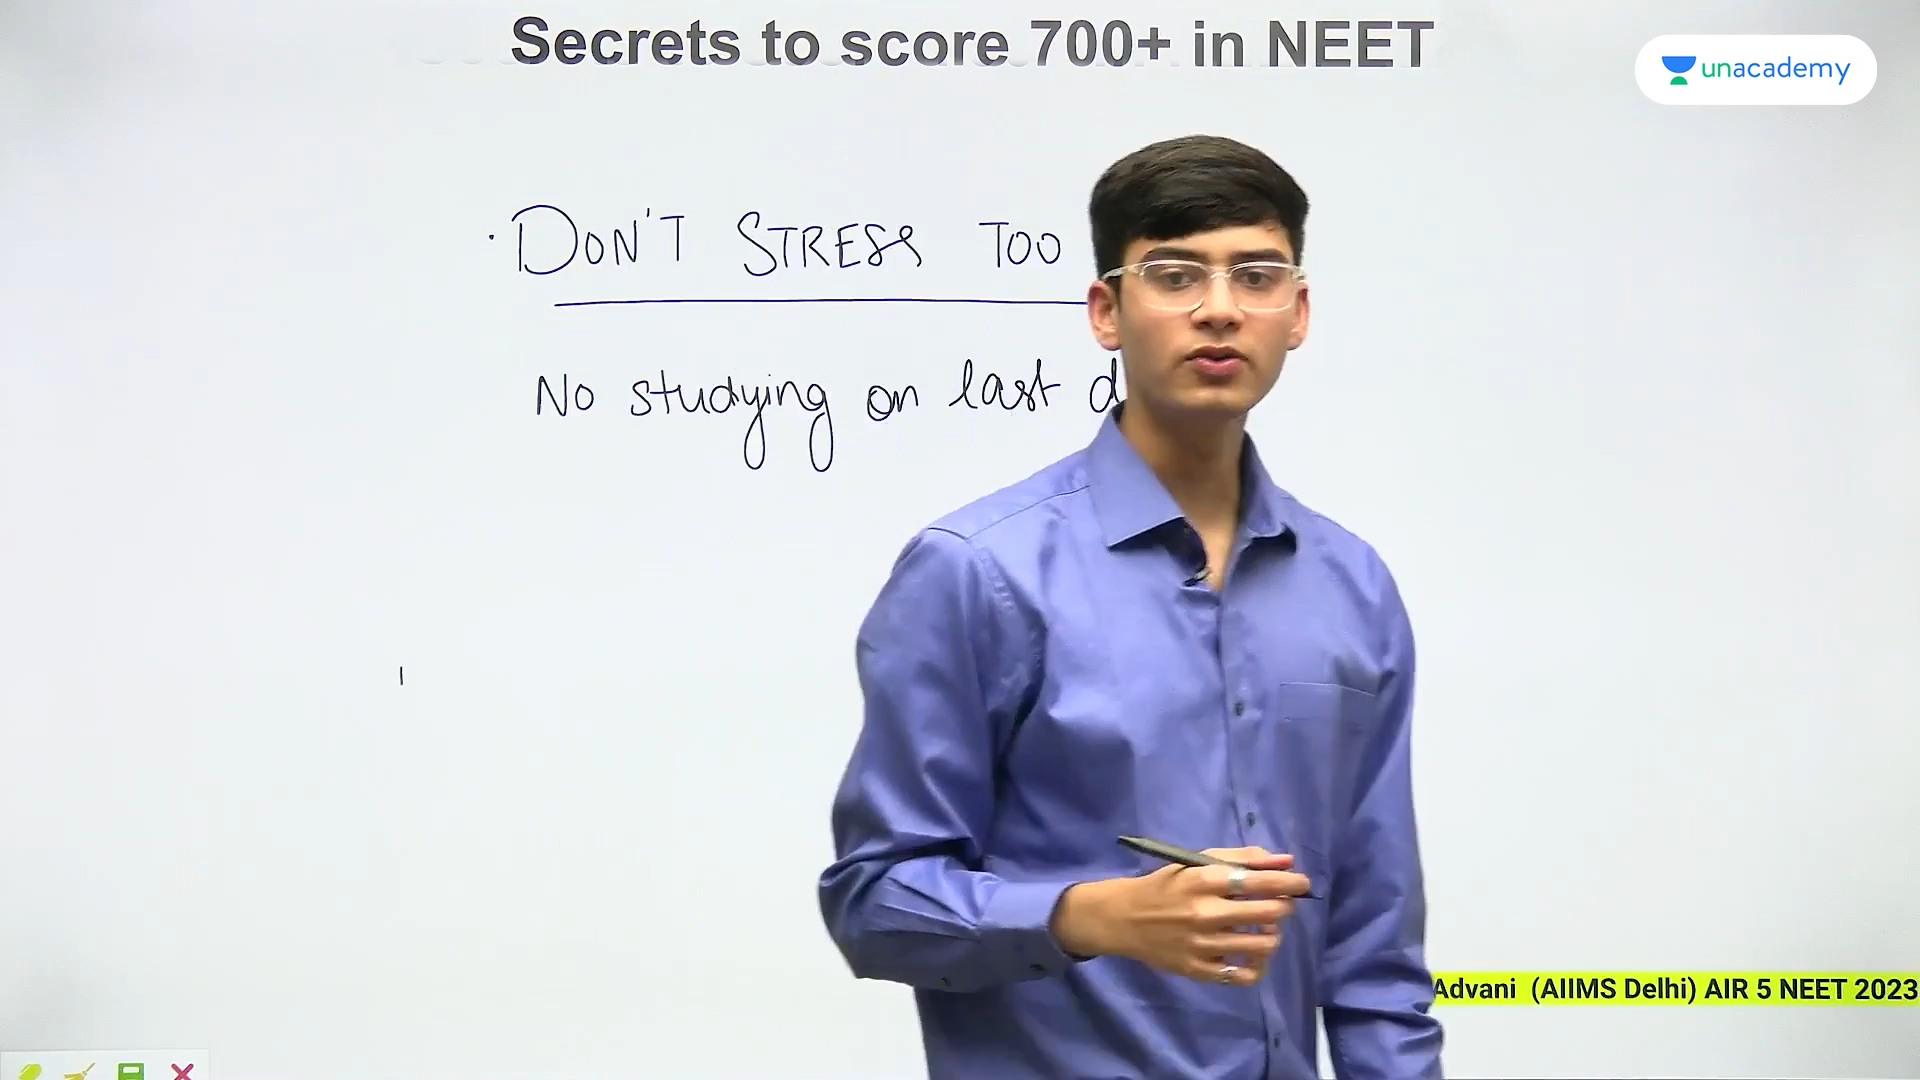 Secrets to score 700+ in NEET
unacademy
· DON'T STRESS TOO
No studying on last d
Advani (AIIMS Delhi) AIR 5 NEET 2023